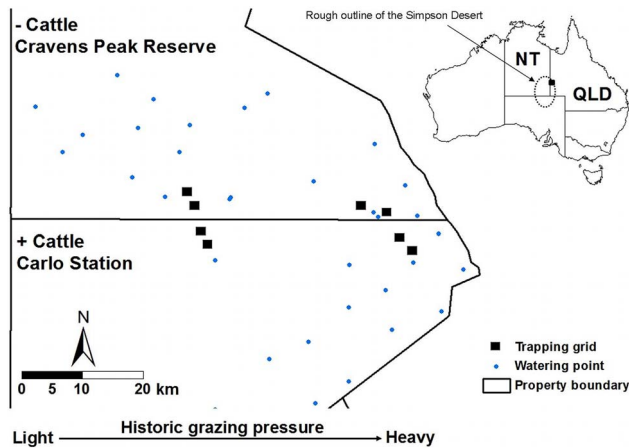 - Cattle
Cravens Peak Reserve
Rough outline of the Simpson Desert
NT
QLD
+ Cattle
Carlo Station
N
0 10 20
km
Trapping grid
Watering point
Property boundary
Historic grazing pressure
Light
Heavy